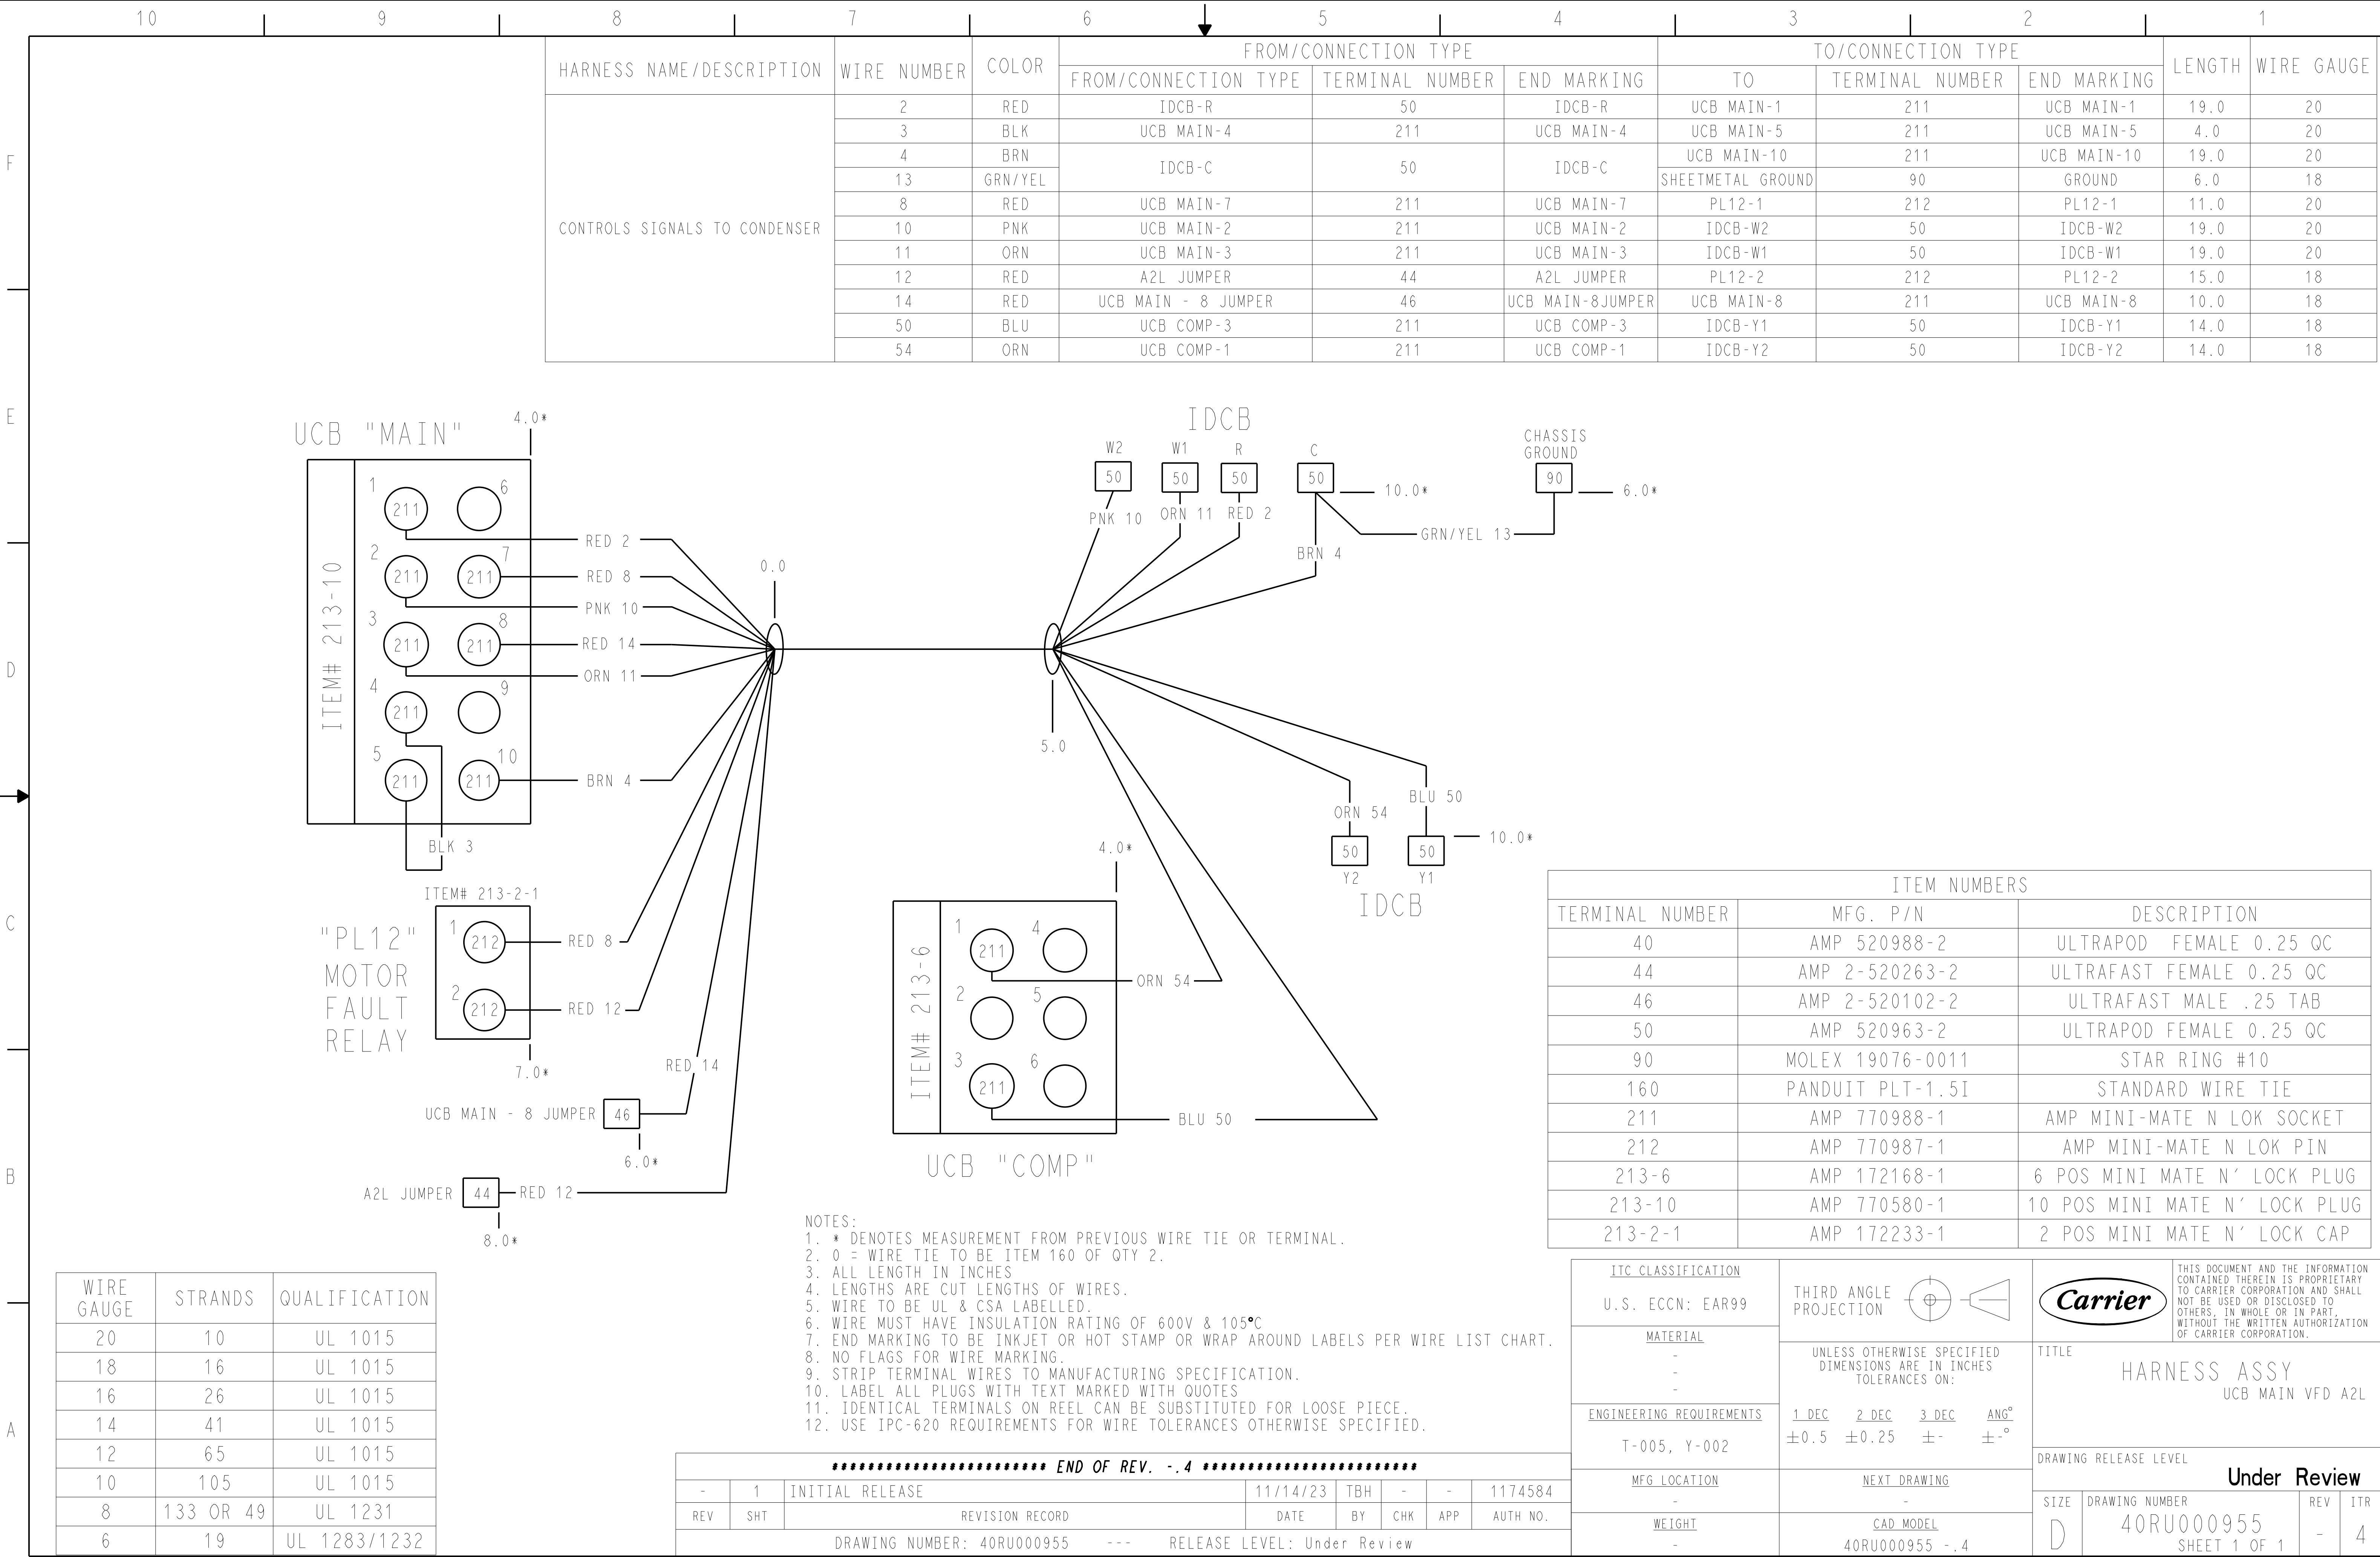 10 9 8 7 6 5 4 3 2 1
F
E
D
C
B
A
HARNESS NAME/DESCRIPTION WIRE NUMBER COLOR FROM/CONNECTION TYPE TO/CONNECTION TYPE LENGTH WIRE GAUGE
FROM/CONNECTION TYPE TERMINAL NUMBER END MARKING TO TERMINAL NUMBER END MARKING
CONTROLS SIGNALS TO CONDENSER
2 RED IDCB-R 50 IDCB-R UCB MAIN-1 211 UCB MAIN-1 19.0 20
3 BLK UCB MAIN-4 211 UCB MAIN-4 UCB MAIN-5 211 UCB MAIN-5 4.0 20
4 BRN IDCB-C 50 IDCB-C UCB MAIN-10 211 UCB MAIN-10 19.0 20
13 GRN/YEL SHEETMETAL GROUND 90 GROUND 6.0 18
8 RED UCB MAIN-7 211 UCB MAIN-7 PL12-1 212 PL12-1 11.0 20
10 PNK UCB MAIN-2 211 UCB MAIN-2 IDCB-W2 50 IDCB-W2 19.0 20
11 ORN UCB MAIN-3 211 UCB MAIN-3 IDCB-W1 50 IDCB-W1 19.0 20
12 RED A2L JUMPER 44 A2L JUMPER PL12-2 212 PL12-2 15.0 18
14 RED UCB MAIN - 8 JUMPER 46 UCB MAIN-8JUMPER UCB MAIN-8 211 UCB MAIN-8 10.0 18
50 BLU UCB COMP-3 211 UCB COMP-3 IDCB-Y1 50 IDCB-Y1 14.0 18
54 ORN UCB COMP-1 211 UCB COMP-1 IDCB-Y2 50 IDCB-Y2 14.0 18
UCB "MAIN"
4.0*
ITEM# 213-10
1 211 6
2 211 7 211
3 211 8 211
4 211 9
5 211 10 211
RED 2
RED 8
PNK 10
RED 14
ORN 11
BRN 4
BLK 3
0.0
5.0
IDCB
W2 W1 R C
50 50 50 50
10.0*
PNK 10 ORN 11 RED 2
BRN 4
GRN/YEL 13
CHASSIS
GROUND
90
6.0*
ORN 54
BLU 50
50 50
10.0*
Y2 Y1
IDCB
ITEM# 213-2-1
"PL12"
MOTOR
FAULT
RELAY
1 212
2 212
RED 8
RED 12
7.0*
RED 14
UCB MAIN - 8 JUMPER 46
6.0*
A2L JUMPER 44 RED 12
8.0*
4.0*
ITEM# 213-6
1 211 4
2 5
3 211 6
ORN 54
BLU 50
UCB "COMP"
ITEM NUMBERS
TERMINAL NUMBER MFG. P/N DESCRIPTION
40 AMP 520988-2 ULTRAPOD FEMALE 0.25 QC
44 AMP 2-520263-2 ULTRAFAST FEMALE 0.25 QC
46 AMP 2-520102-2 ULTRAFAST MALE .25 TAB
50 AMP 520963-2 ULTRAPOD FEMALE 0.25 QC
90 MOLEX 19076-0011 STAR RING #10
160 PANDUIT PLT-1.5I STANDARD WIRE TIE
211 AMP 770988-1 AMP MINI-MATE N LOK SOCKET
212 AMP 770987-1 AMP MINI-MATE N LOK PIN
213-6 AMP 172168-1 6 POS MINI MATE N' LOCK PLUG
213-10 AMP 770580-1 10 POS MINI MATE N' LOCK PLUG
213-2-1 AMP 172233-1 2 POS MINI MATE N' LOCK CAP
NOTES:
1. * DENOTES MEASUREMENT FROM PREVIOUS WIRE TIE OR TERMINAL.
2. 0 = WIRE TIE TO BE ITEM 160 OF QTY 2.
3. ALL LENGTH IN INCHES
4. LENGTHS ARE CUT LENGTHS OF WIRES.
5. WIRE TO BE UL & CSA LABELLED.
6. WIRE MUST HAVE INSULATION RATING OF 600V & 105°C
7. END MARKING TO BE INKJET OR HOT STAMP OR WRAP AROUND LABELS PER WIRE LIST CHART.
8. NO FLAGS FOR WIRE MARKING.
9. STRIP TERMINAL WIRES TO MANUFACTURING SPECIFICATION.
10. LABEL ALL PLUGS WITH TEXT MARKED WITH QUOTES
11. IDENTICAL TERMINALS ON REEL CAN BE SUBSTITUTED FOR LOOSE PIECE.
12. USE IPC-620 REQUIREMENTS FOR WIRE TOLERANCES OTHERWISE SPECIFIED.
WIRE GAUGE STRANDS QUALIFICATION
20 10 UL 1015
18 16 UL 1015
16 26 UL 1015
14 41 UL 1015
12 65 UL 1015
10 105 UL 1015
8 133 OR 49 UL 1231
6 19 UL 1283/1232
************************ END OF REV. -.4 ************************
- 1 INITIAL RELEASE 11/14/23 TBH - - 1174584
REV SHT REVISION RECORD DATE BY CHK APP AUTH NO.
DRAWING NUMBER: 40RU000955 --- RELEASE LEVEL: Under Review
ITC CLASSIFICATION
U.S. ECCN: EAR99
MATERIAL
-
-
-
ENGINEERING REQUIREMENTS
T-005, Y-002
MFG LOCATION
-
WEIGHT
-
THIRD ANGLE
PROJECTION
UNLESS OTHERWISE SPECIFIED
DIMENSIONS ARE IN INCHES
TOLERANCES ON:
1 DEC 2 DEC 3 DEC ANG°
±0.5 ±0.25 ±- ±-°
NEXT DRAWING
-
CAD MODEL
40RU000955 -.4
Carrier
THIS DOCUMENT AND THE INFORMATION
CONTAINED THEREIN IS PROPRIETARY
TO CARRIER CORPORATION AND SHALL
NOT BE USED OR DISCLOSED TO
OTHERS, IN WHOLE OR IN PART,
WITHOUT THE WRITTEN AUTHORIZATION
OF CARRIER CORPORATION.
TITLE
HARNESS ASSY
UCB MAIN VFD A2L
DRAWING RELEASE LEVEL
Under Review
SIZE DRAWING NUMBER REV ITR
D 40RU000955 - 4
SHEET 1 OF 1